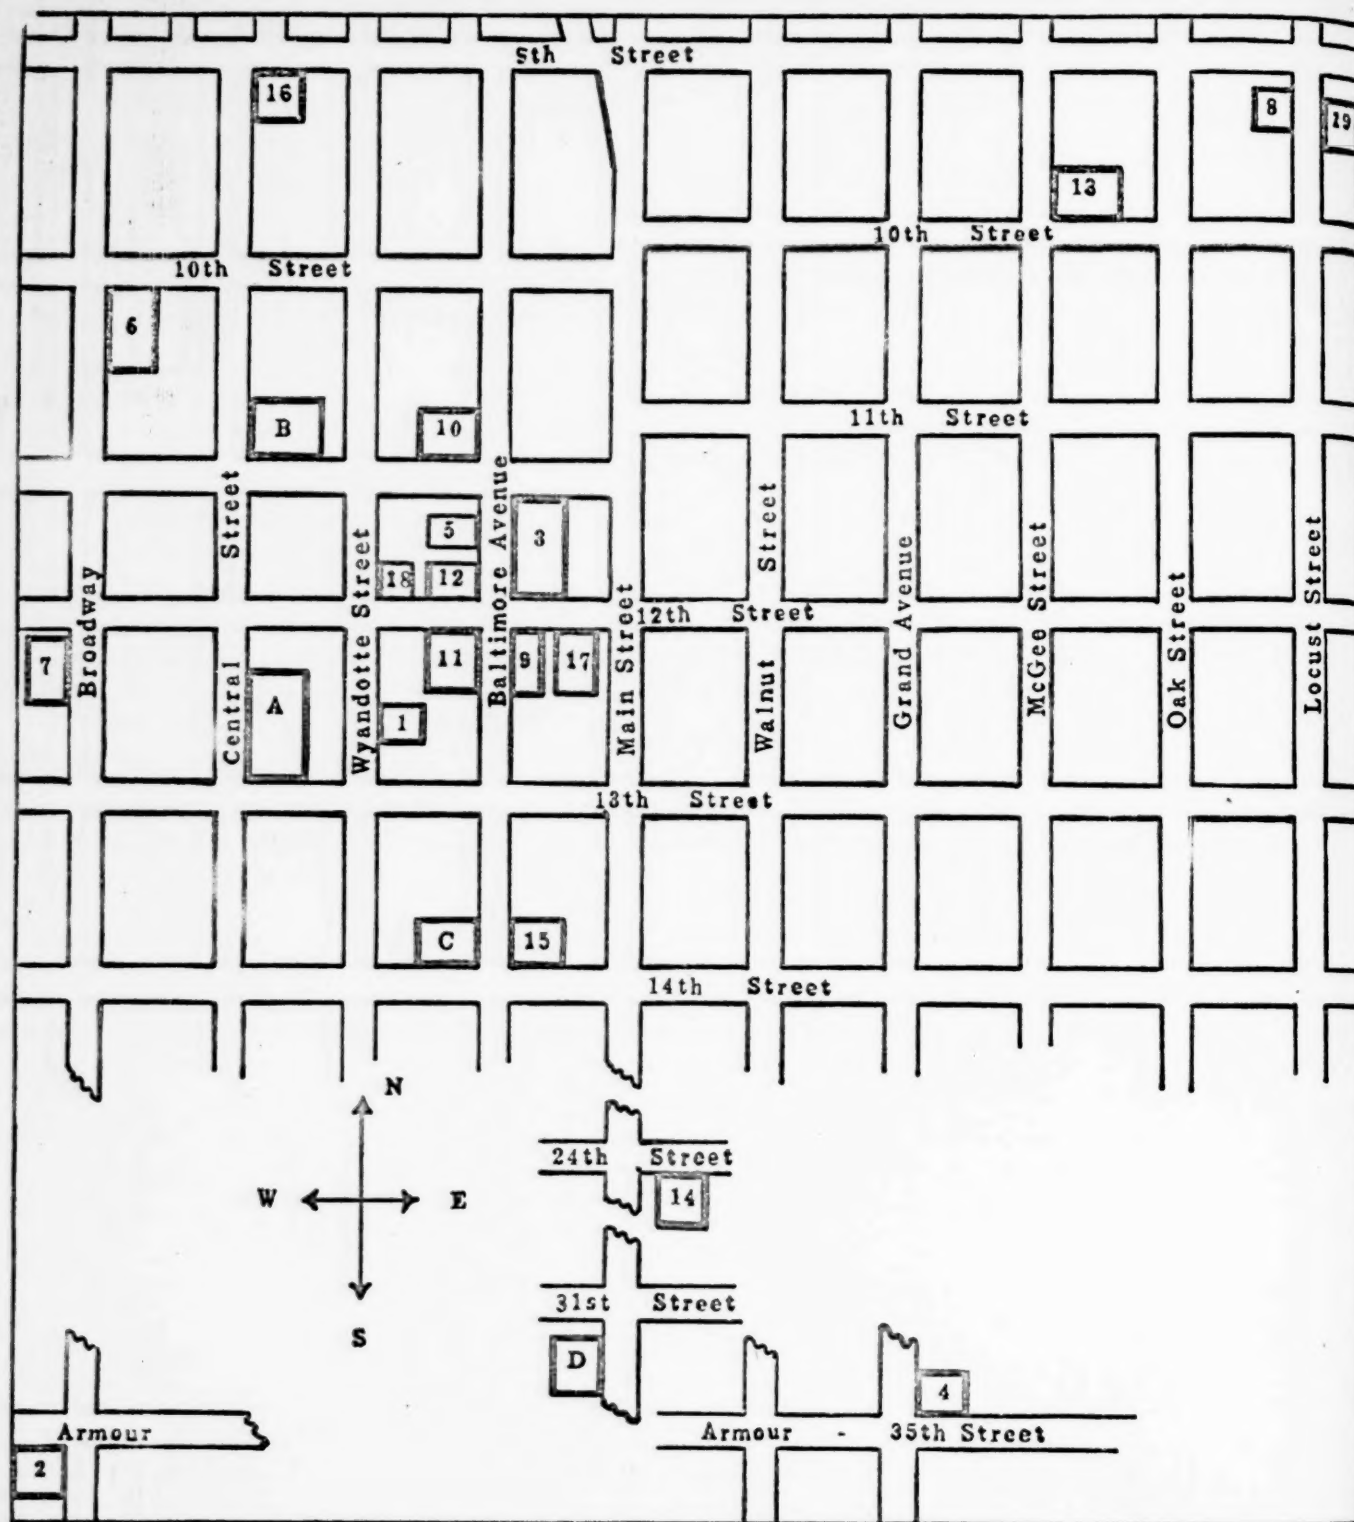 9th Street
16
8
19
13
10th Street
10th Street
6
11th Street
B
10
5
3
18
12
12th Street
7
11
9
17
A
1
Broadway
Central Street
Wyandotte Street
Baltimore Avenue
Main Street
Walnut Street
Grand Avenue
McGee Street
Oak Street
Locust Street
13th Street
C
15
14th Street
N
W E
S
24th Street
14
31st Street
D
4
Armour
Armour - 35th Street
2